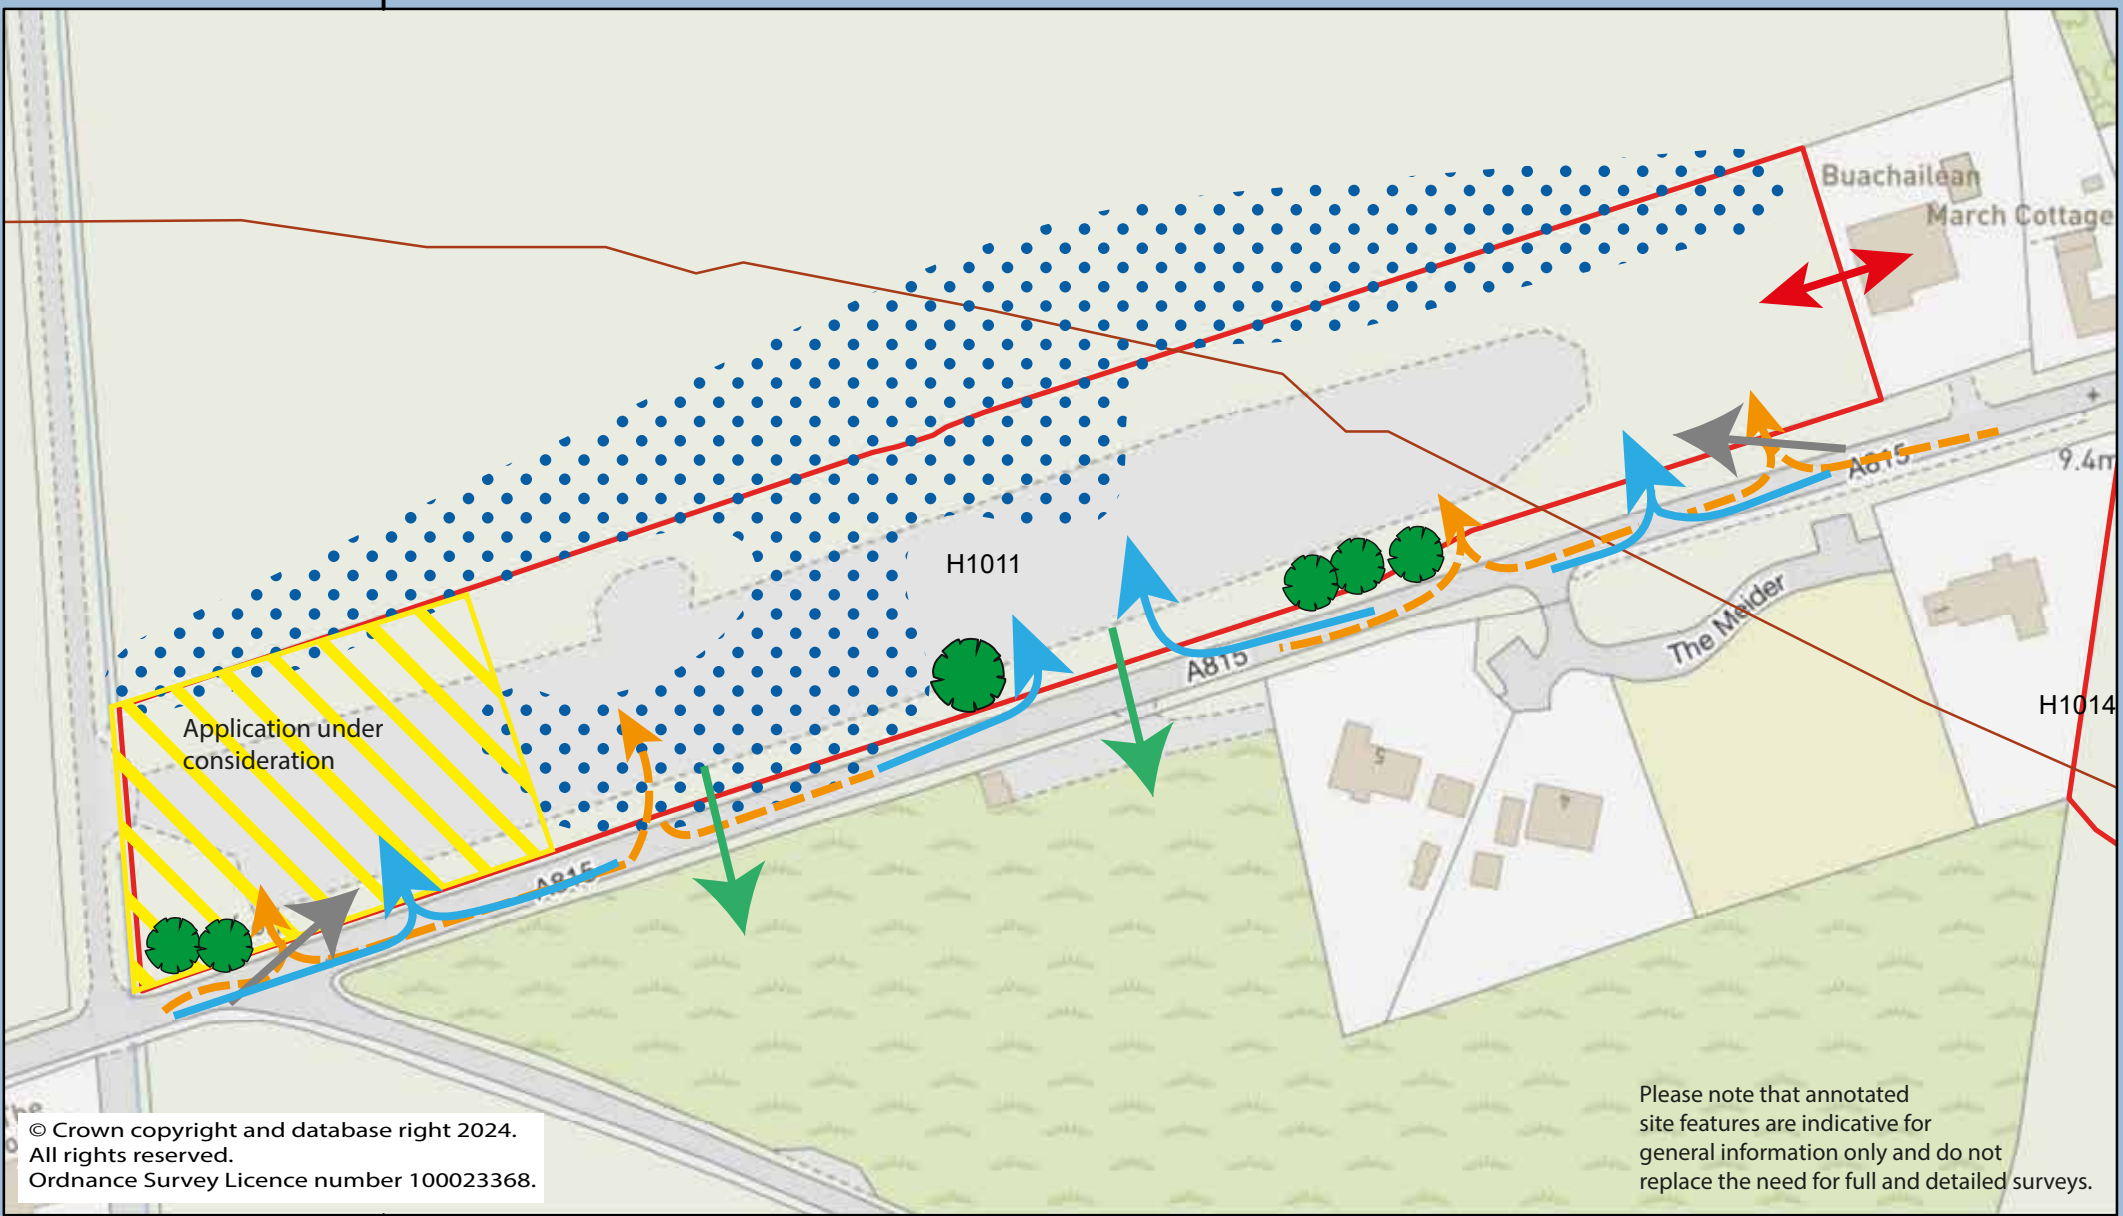 Buachailean
March Cottage
A815
9.4m
H1011
The Meider
A815
H1014
Application under
consideration
5
A815
Please note that annotated
site features are indicative for
general information only and do not
replace the need for full and detailed surveys.
© Crown copyright and database right 2024.
All rights reserved.
Ordnance Survey Licence number 100023368.